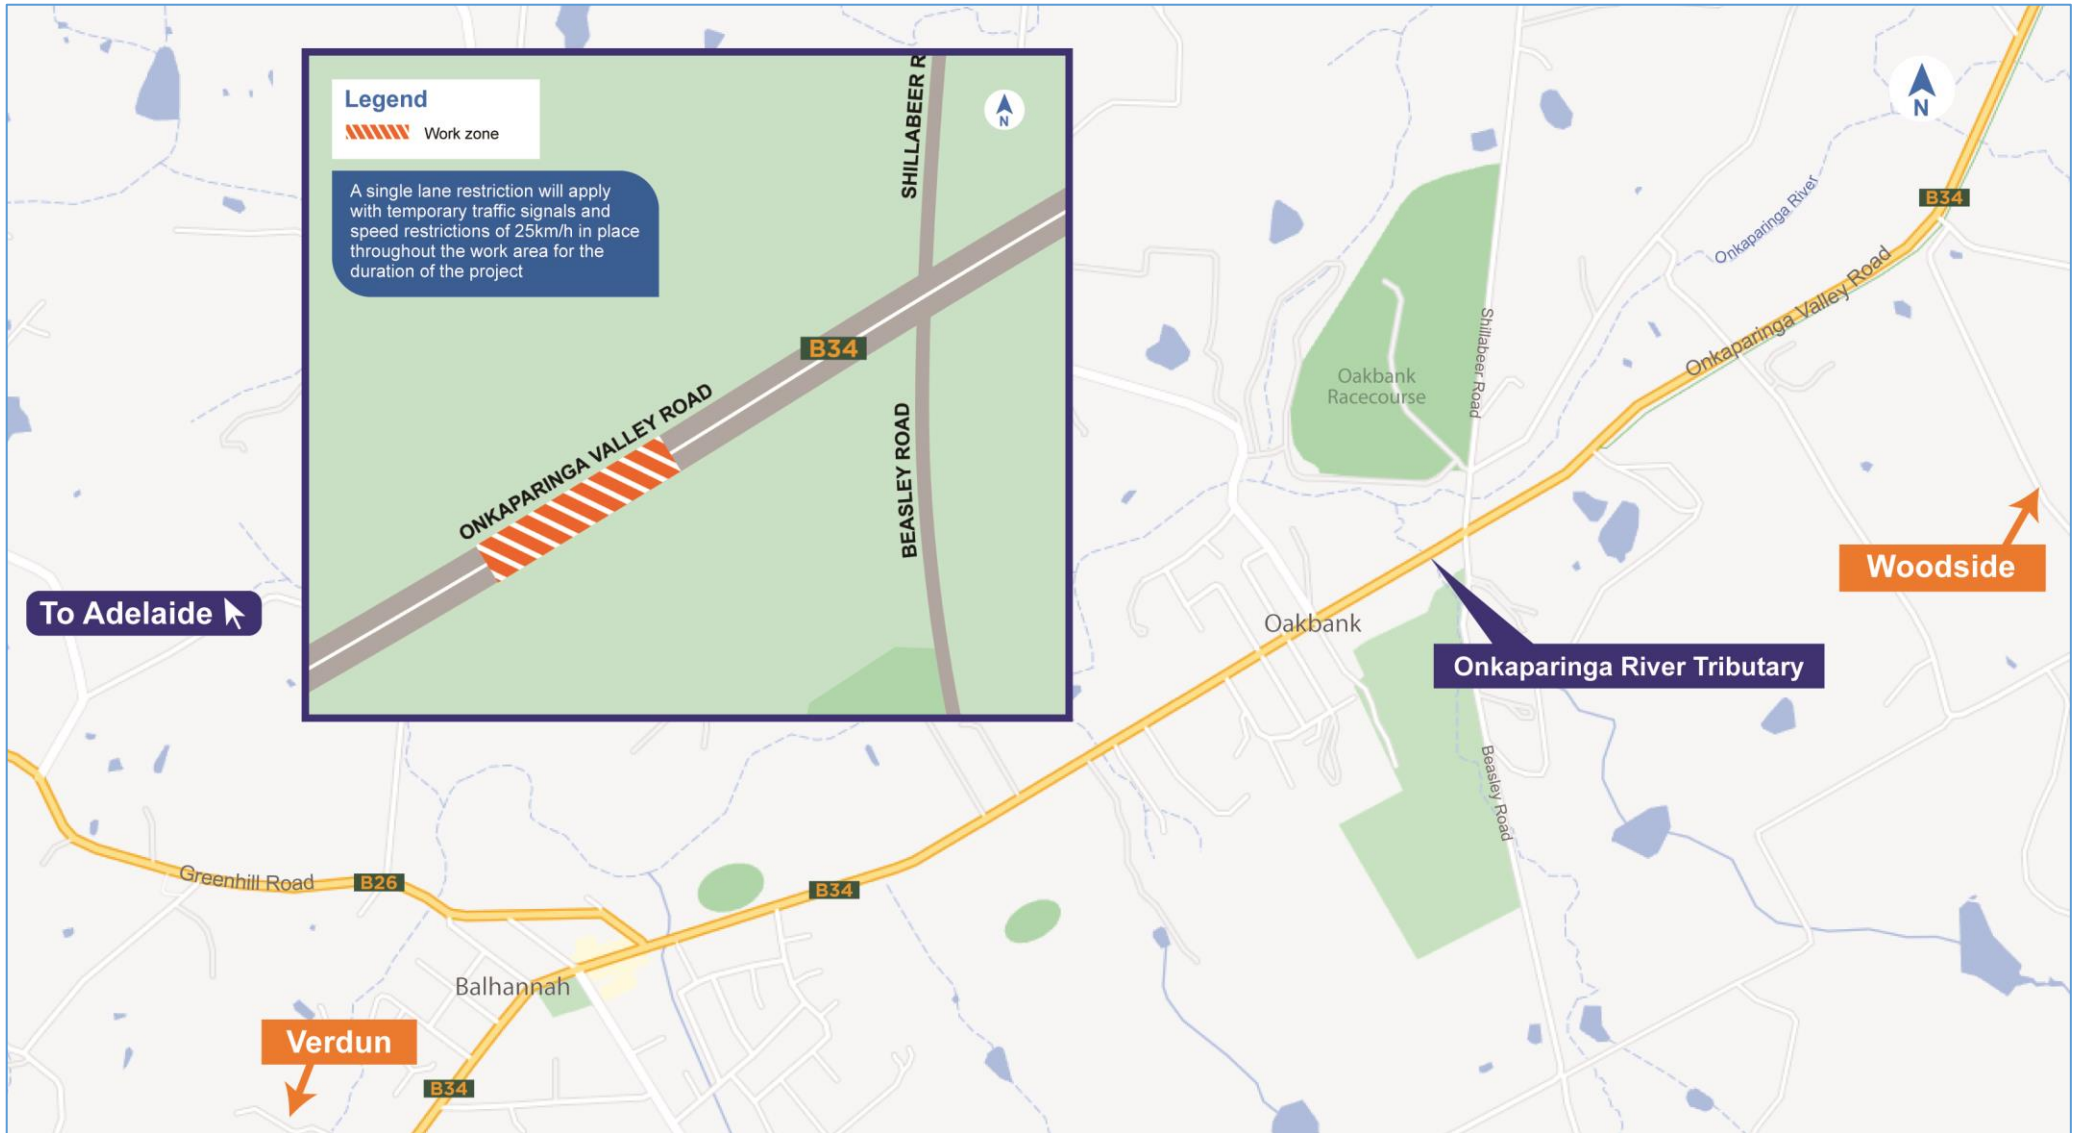 Legend
Work zone
A single lane restriction will apply
with temporary traffic signals and
speed restrictions of 25km/h in place
throughout the work area for the
duration of the project
SHILLABEER R
N
B34
ONKAPARINGA VALLEY ROAD
BEASLEY ROAD
N
B34
Onkaparinga River
Onkaparinga Valley Road
Shillabeer Road
Oakbank
Racecourse
Woodside
To Adelaide
Oakbank
Onkaparinga River Tributary
Beasley Road
Greenhill Road
B26
B34
Balhannah
Verdun
B34